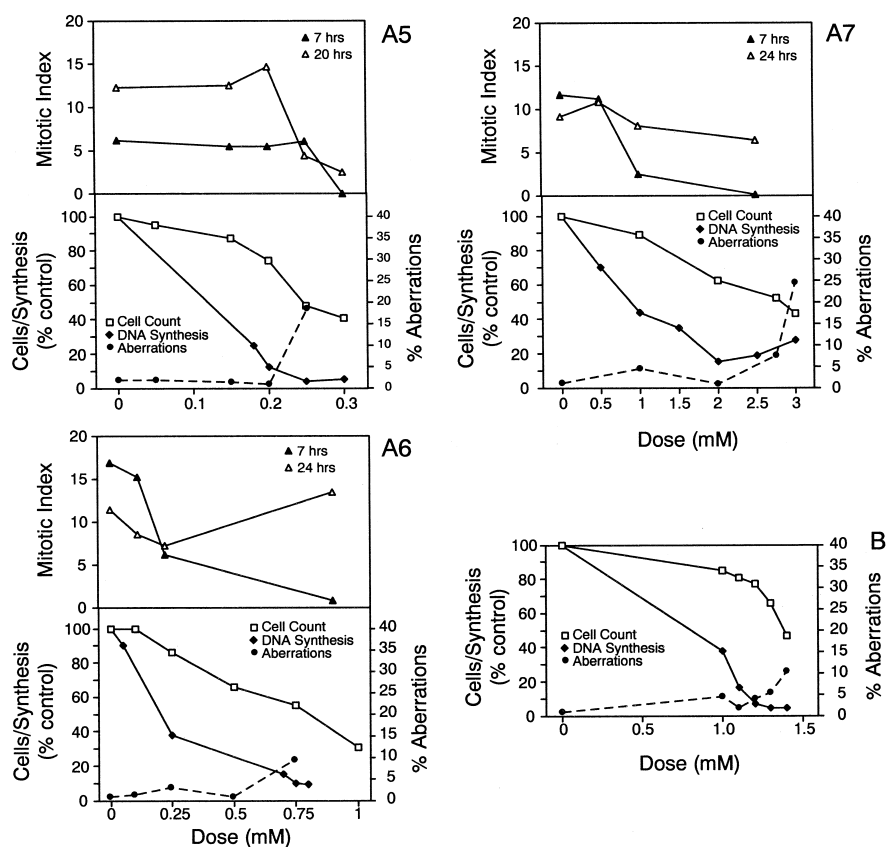 A5
7 hrs
20 hrs
Mitotic Index
20
15
10
5
0
Cells/Synthesis
(% control)
100
80
60
40
20
0
Cell Count
DNA Synthesis
Aberrations
40
35
30
25
20
15
10
5
0
% Aberrations
0 0.1 0.2 0.3
A7
7 hrs
24 hrs
Mitotic Index
20
15
10
5
0
Cells/Synthesis
(% control)
100
80
60
40
20
0
Cell Count
DNA Synthesis
Aberrations
40
35
30
25
20
15
10
5
0
% Aberrations
0 0.5 1 1.5 2 2.5 3
Dose (mM)
A6
7 hrs
24 hrs
Mitotic Index
20
15
10
5
0
Cells/Synthesis
(% control)
100
80
60
40
20
0
Cell Count
DNA Synthesis
Aberrations
40
35
30
25
20
15
10
5
0
% Aberrations
0 0.25 0.5 0.75 1
Dose (mM)
B
Cells/Synthesis
(% control)
100
80
60
40
20
0
Cell Count
DNA Synthesis
Aberrations
40
35
30
25
20
15
10
5
0
% Aberrations
0 0.5 1.0 1.5
Dose (mM)